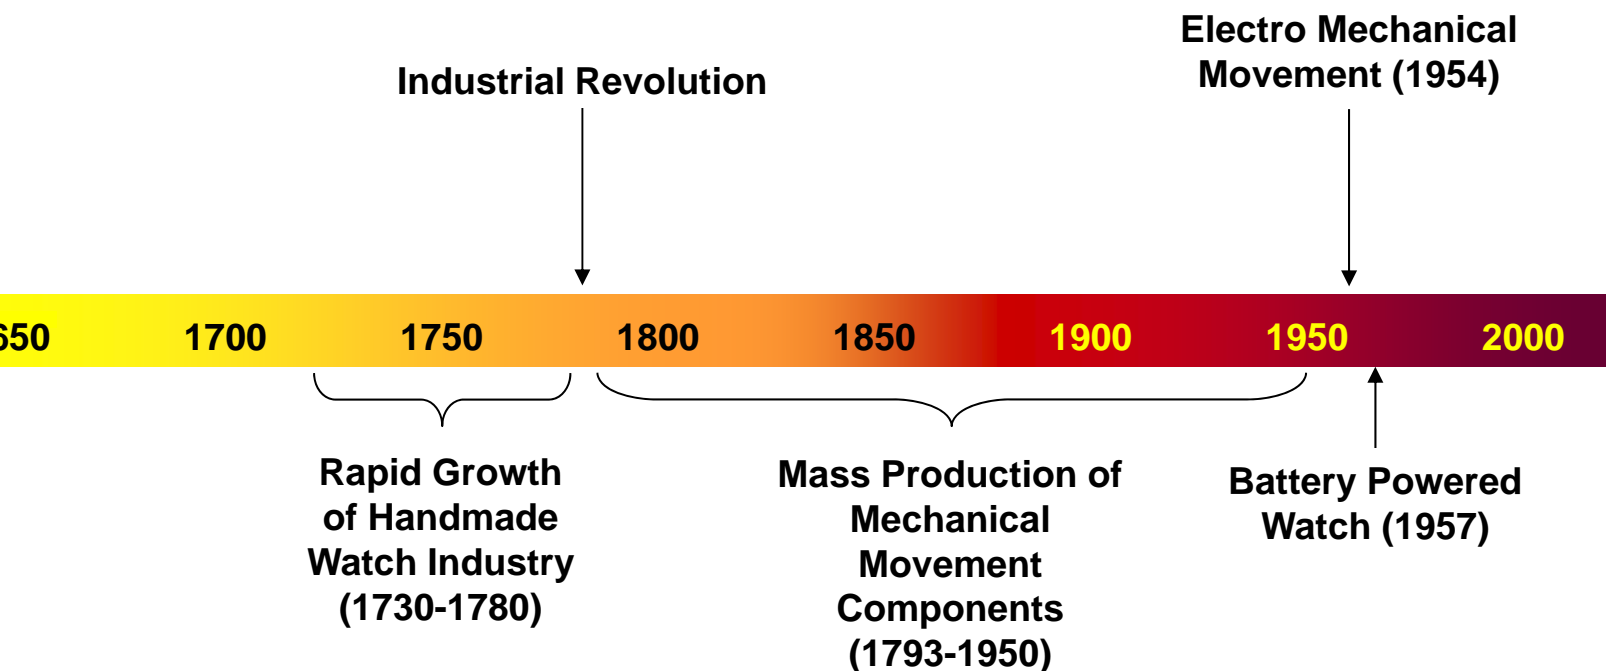 Electro Mechanical
Movement (1954)
Industrial Revolution
650 1700 1750 1800 1850 1900 1950 2000
Rapid Growth
of Handmade
Watch Industry
(1730-1780)
Mass Production of
Mechanical
Movement
Components
(1793-1950)
Battery Powered
Watch (1957)